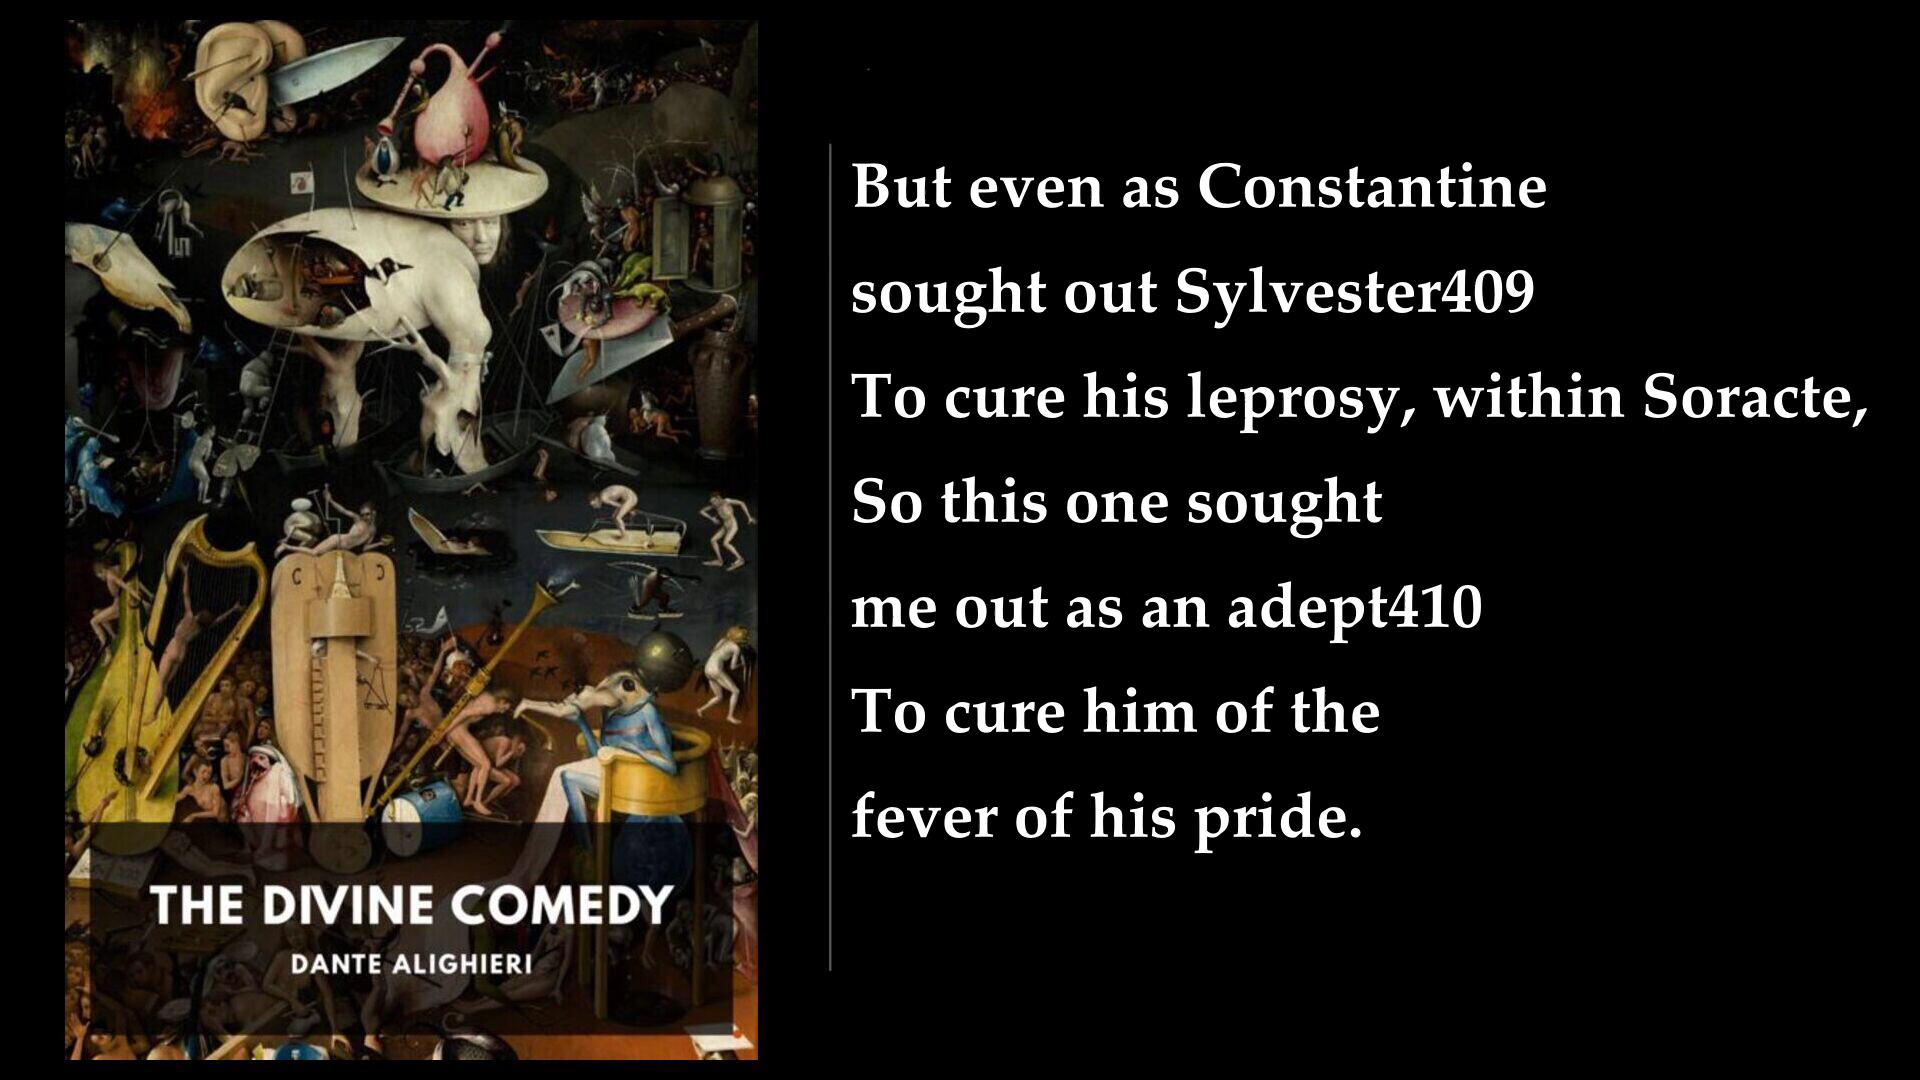 THE DIVINE COMEDY
DANTE ALIGHIERI
But even as Constantine
sought out Sylvester409
To cure his leprosy, within Soracte,
So this one sought
me out as an adept410
To cure him of the
fever of his pride.